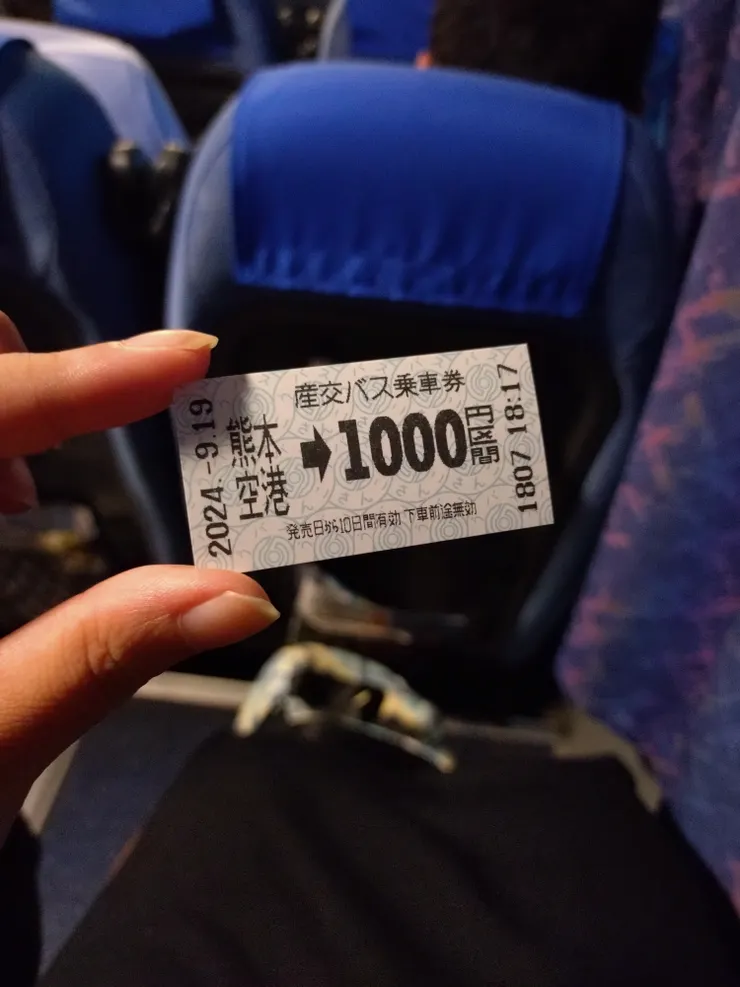 産交バス乗車券
2024.-9.19
熊本
空港
➡1000円区間
1807 18:17
発売日から10日間有効 下車前途無効